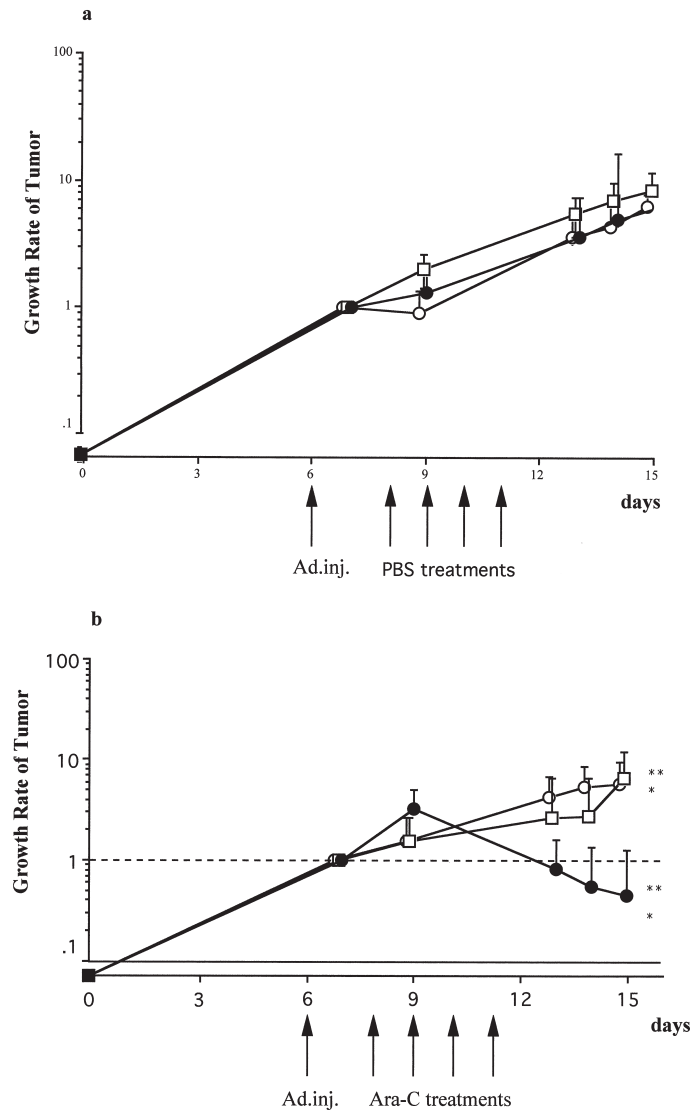 a
Growth Rate of Tumor
100
10
1
.1
0 3 6 9 12 15
days
Ad.inj. PBS treatments
b
Growth Rate of Tumor
100
10
1
.1
**
*
**
*
0 3 6 9 12 15
days
Ad.inj. Ara-C treatments